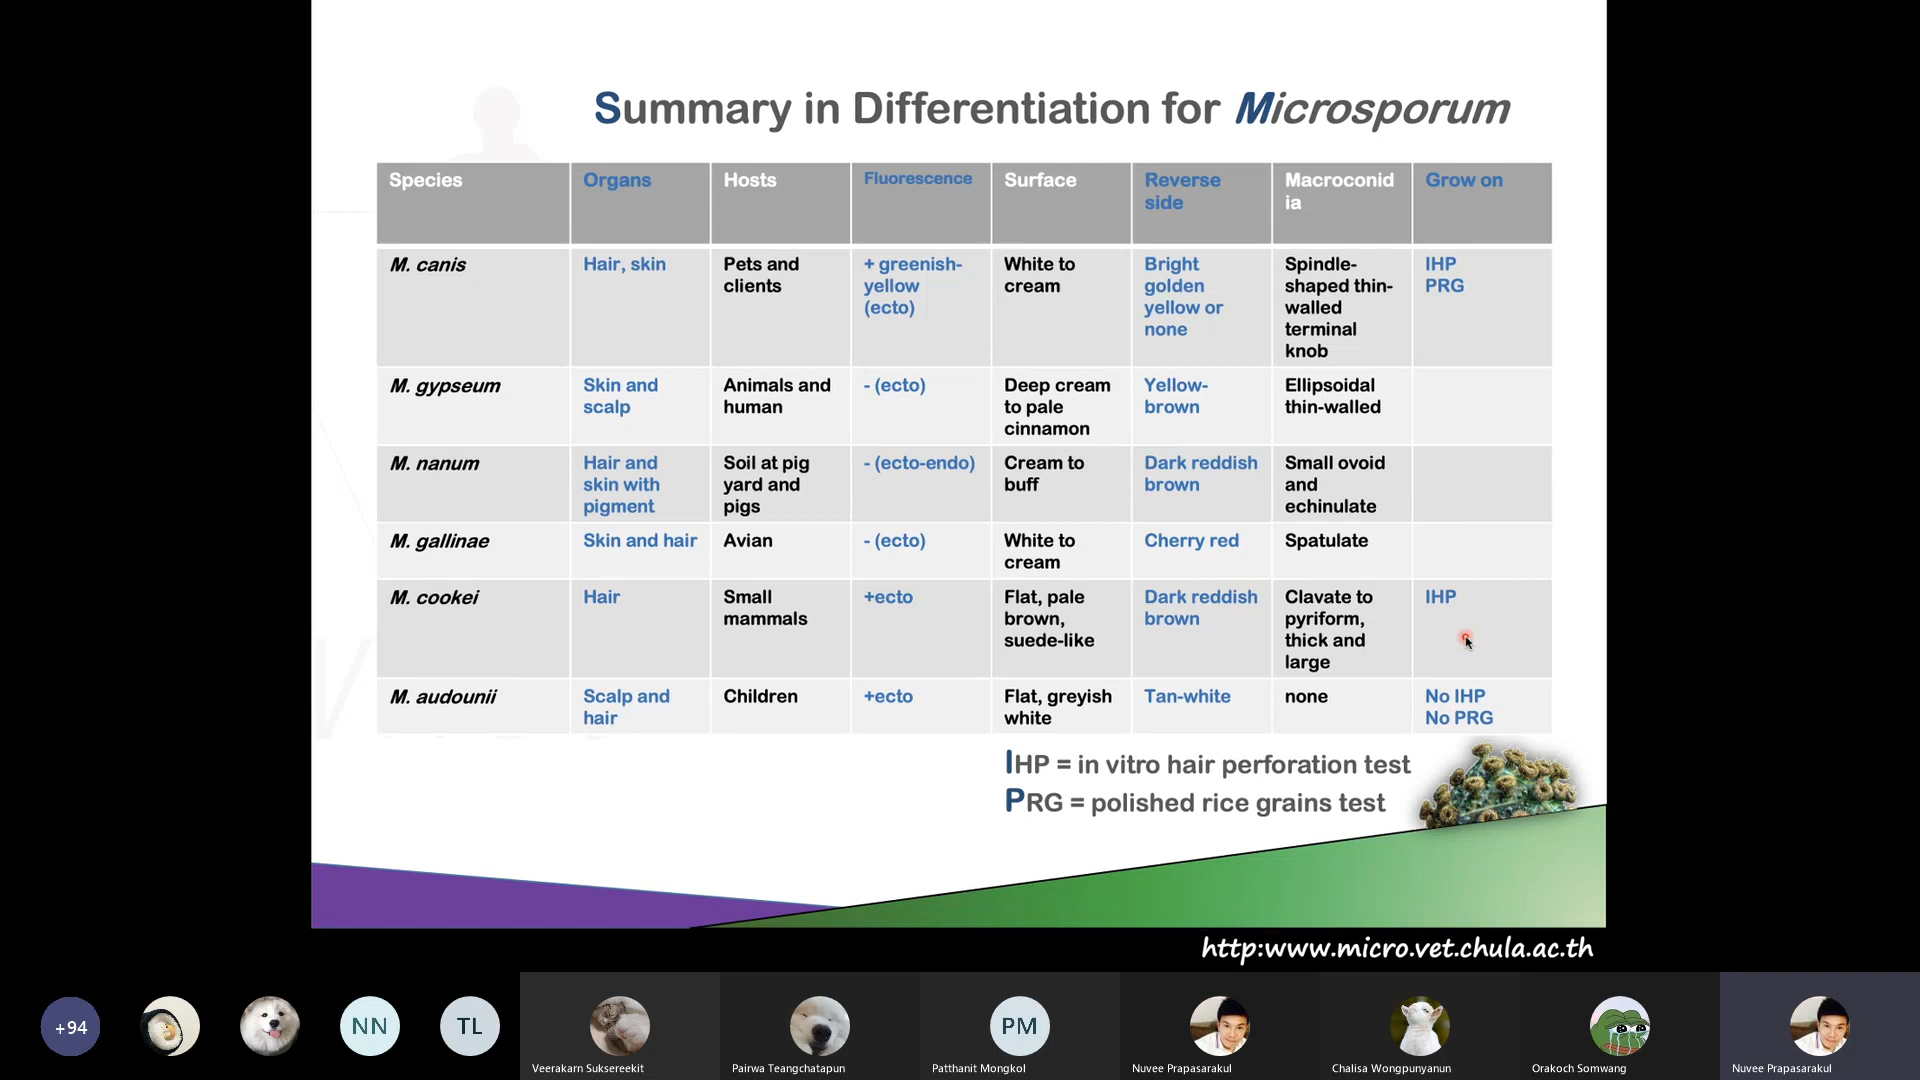 Summary in Differentiation for Microsporum
Species
Organs
Hosts
Fluorescence
Surface
Reverse
side
Macroconid
ia
Grow on
M. canis
Hair, skin
Pets and
clients
+ greenish-
yellow
(ecto)
White to
cream
Bright
golden
yellow or
none
Spindle-
shaped thin-
walled
terminal
knob
IHP
PRG
M. gypseum
Skin and
scalp
Animals and
human
- (ecto)
Deep cream
to pale
cinnamon
Yellow-
brown
Ellipsoidal
thin-walled
M. nanum
Hair and
skin with
pigment
Soil at pig
yard and
pigs
- (ecto-endo)
Cream to
buff
Dark reddish
brown
Small ovoid
and
echinulate
M. gallinae
Skin and hair
Avian
- (ecto)
White to
cream
Cherry red
Spatulate
M. cookei
Hair
Small
mammals
+ecto
Flat, pale
brown,
suede-like
Dark reddish
brown
Clavate to
pyriform,
thick and
large
IHP
M. audounii
Scalp and
hair
Children
+ecto
Flat, greyish
white
Tan-white
none
No IHP
No PRG
IHP = in vitro hair perforation test
PRG = polished rice grains test
http:www.micro.vet.chula.ac.th
+94
NN
TL
PM
Veerakarn Suksereekit
Pairwa Teangchatapun
Patthanit Mongkol
Nuvee Prapasarakul
Chalisa Wongpunyanun
Orakoch Somwang
Nuvee Prapasarakul